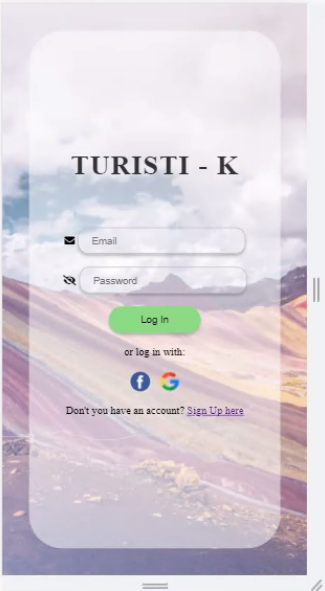 TURISTI - K
Email
Password
Log In
or log in with:
Don't you have an account? Sign Up here